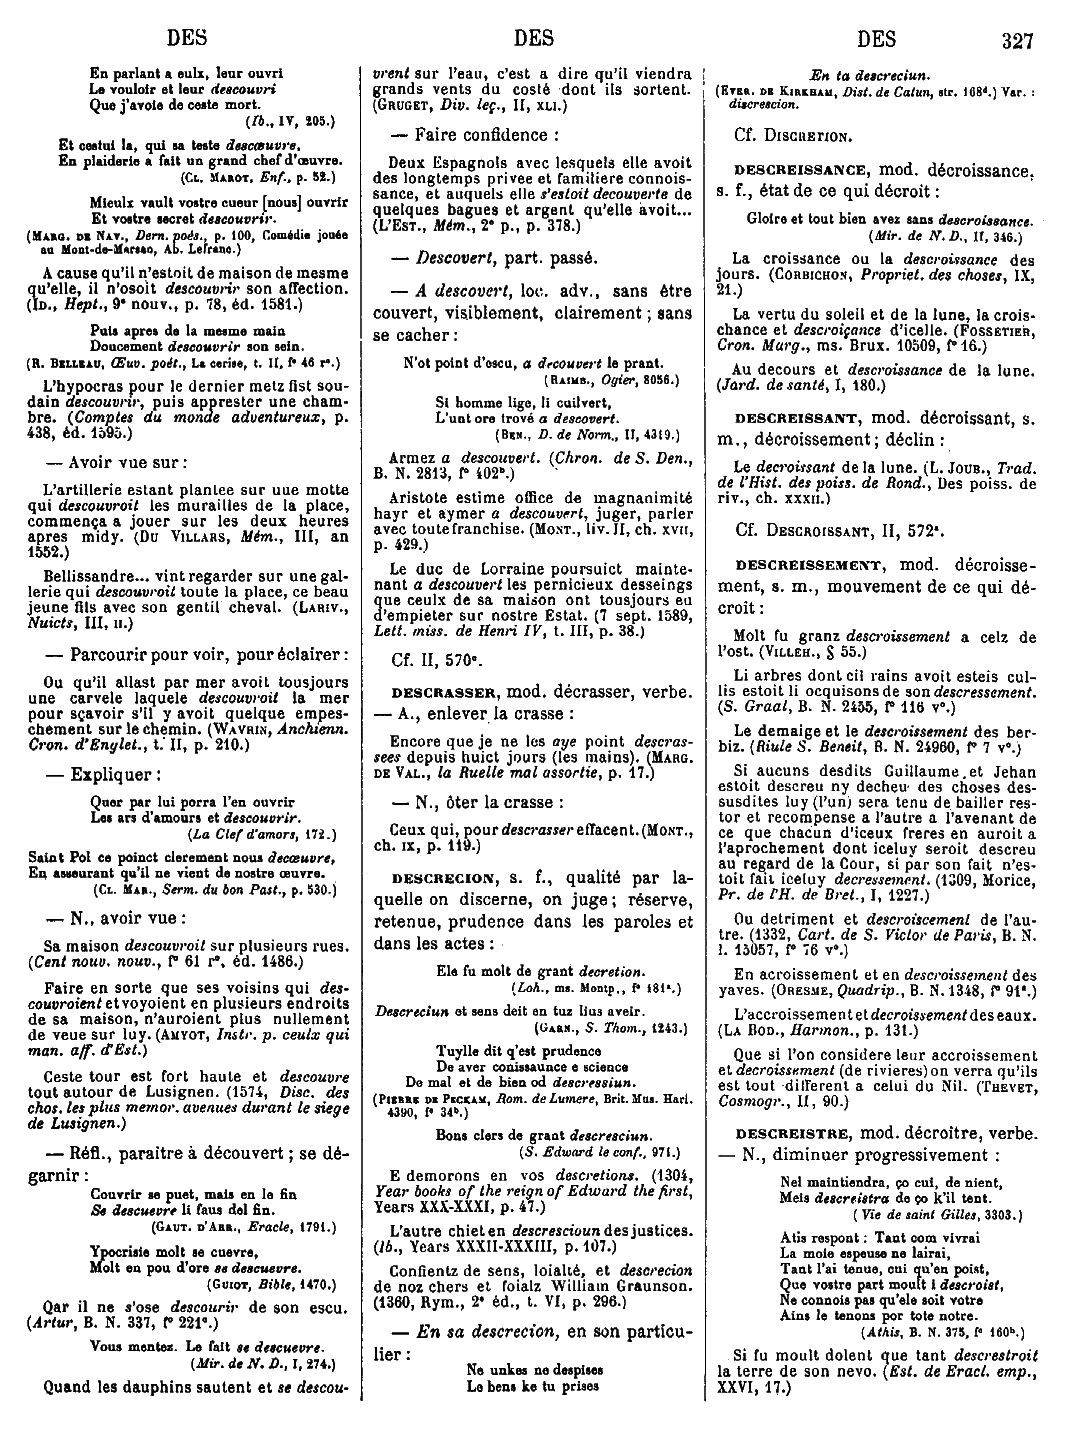 DES DES DES 327
En parlant a eulx, leur ouvri
Le vouloir et leur descouvri
Que j'avoie de ceste mort.
(Ib., IV, 205.)
Et cestui la, qui sa teste descœuvre,
En plaiderie a fait un grand chef d'œuvre.
(CL. MAROT, Enf., p. 52.)
Mieulx vault vostre cueur [nous] ouvrir
Et vostre secret descouvrir.
(MARG. DE NAV., Dern. poés., p. 100, Comédie jouée
au Mont-de-Marsan, Ab. Lefranc.)
A cause qu'il n'estoit de maison de mesme
qu'elle, il n'osoit descouvrir son affection.
(ID., Hept., 9e nouv., p. 78, éd. 1581.)
Puis apres de la mesme main
Doucement descouvrir son sein.
(R. BELLEAU, Œuv. poét., La cerise, t. II, f° 46 r°.)
L'hypocras pour le dernier metz fist sou-
dain descouvrir, puis apprester une cham-
bre. (Comptes du monde adventureux, p.
438, éd. 1595.)
— Avoir vue sur :
L'artillerie estant plantee sur uue motte
qui descouvroit les murailles de la place,
commença a jouer sur les deux heures
apres midy. (DU VILLARS, Mém., III, an
1552.)
Bellissandre... vint regarder sur une gal-
lerie qui descouvroit toute la place, ce beau
jeune fils avec son gentil cheval. (LARIV.,
Nuicts, III, II.)
— Parcourir pour voir, pour éclairer :
Ou qu'il allast par mer avoit tousjours
une carvele laquele descouvroit la mer
pour sçavoir s'il y avoit quelque empes-
chement sur le chemin. (WAVRIN, Anchienn.
Cron. d'Englet., t. II, p. 210.)
— Expliquer :
Quer par lui porra l'en ouvrir
Les ars d'amours et descouvrir.
(La Clef d'amors, 172.)
Saint Pol ce poinct clerement nous decœuvre,
En asseurant qu'il ne vient de nostre œuvre.
(CL. MAR., Serm. du bon Past., p. 530.)
— N., avoir vue :
Sa maison descouvroit sur plusieurs rues.
(Cent nouv. nouv., f° 61 r°, éd. 1486.)
Faire en sorte que ses voisins qui des-
couvroient et voyoient en plusieurs endroits
de sa maison, n'auroient plus nullement
de veue sur luy. (AMYOT, Instr. p. ceulx qui
man. aff. d'Est.)
Ceste tour est fort haute et descouvre
tout autour de Lusignen. (1574, Disc. des
chos. les plus memor. avenues durant le siege
de Lusignen.)
— Réfl., paraitre à découvert ; se dé-
garnir :
Couvrir se puet, mais en le fin
Se descuevre li faus del fin.
(GAUT. D'ARR., Eracle, 1791.)
Ypocrisie molt se cuevre,
Molt en pou d'ore se descuevre.
(GUIOT, Bible, 1470.)
Qar il ne s'ose descourir de son escu.
(Artur, B. N. 337, f° 221a.)
Vous mentez. Le fait se descuevre.
(Mir. de N. D., I, 274.)
Quand les dauphins sautent et se descou-
vrent sur l'eau, c'est a dire qu'il viendra
grands vents du costé dont ils sortent.
(GRUGET, Div. leç., II, XLI.)
— Faire confidence :
Deux Espagnols avec lesquels elle avoit
des longtemps privee et familiere connois-
sance, et auquels elle s'estoit decouverte de
quelques bagues et argent qu'elle avoit...
(L'EST., Mém., 2e p., p. 378.)
— Descovert, part. passé.
— A descovert, loc. adv., sans être
couvert, visiblement, clairement ; sans
se cacher :
N'ot point d'oscu, a decouvert le prant.
(RAIMB., Ogier, 8056.)
Si homme lige, li cuilvert,
L'unt ore trové a descovert.
(BEN., D. de Norm., II, 4319.)
Armez a descouvert. (Chron. de S. Den.,
B. N. 2813, f° 402b.)
Aristote estime office de magnanimité
hayr et aymer a descouvert, juger, parler
avec toute franchise. (MONT., liv. II, ch. XVII,
p. 429.)
Le duc de Lorraine poursuict mainte-
nant a descouvert les pernicieux desseings
que ceulx de sa maison ont tousjours eu
d'empieter sur nostre Estat. (7 sept. 1589,
Lett. miss. de Henri IV, t. III, p. 38.)
Cf. II, 570c.
DESCRASSER, mod. décrasser, verbe.
— A., enlever la crasse :
Encore que je ne les aye point descras-
sees depuis huict jours (les mains). (MARG.
DE VAL., la Ruelle mal assortie, p. 17.)
— N., ôter la crasse :
Ceux qui, pour descrasser effacent. (MONT.,
ch. IX, p. 119.)
DESCRECION, s. f., qualité par la-
quelle on discerne, on juge ; réserve,
retenue, prudence dans les paroles et
dans les actes :
Ele fu molt de grant decretion.
(Loh., ms. Montp., f° 181a.)
Descreciun et sens deit en tuz lius aveir.
(GARN., S. Thom., 1243.)
Tuylle dit q'est prudence
De aver conissaunce e science
De mal et de bien od descressiun.
(PIERRE DE PECKAM, Rom. de Lumere, Brit. Mus. Harl.
4390, f° 34b.)
Bons clers de grant descresciun.
(S. Edward le conf., 971.)
E demorons en vos descretions. (1304,
Year books of the reign of Edward the first,
Years XXX-XXXI, p. 47.)
L'autre chiet en descrescioun des justices.
(Ib., Years XXXII-XXXIII, p. 107.)
Confientz de sens, loialté, et descrecion
de noz chers et foialz William Graunson.
(1360, Rym., 2e éd., t. VI, p. 296.)
— En sa descrecion, en son particu-
lier :
Ne unkes ne despises
Le bens ke tu prises
En ta descreciun.
(EVER. DE KIRKHAM, Dist. de Catun, str. 168d.) Var. :
discrescion.
Cf. DISCRETION.
DESCREISSANCE, mod. décroissance,
s. f., état de ce qui décroit :
Gloire et tout bien avez sans descroissance.
(Mir. de N. D., II, 346.)
La croissance ou la descroissance des
jours. (CORBICHON, Propriet. des choses, IX,
21.)
La vertu du soleil et de la lune, la crois-
chance et descroiçance d'icelle. (FOSSETIER,
Cron. Marg., ms. Brux. 10509, f° 16.)
Au decours et descroissance de la lune.
(Jard. de santé, I, 180.)
DESCREISSANT, mod. décroissant, s.
m., décroissement ; déclin :
Le decroissant de la lune. (L. JOUB., Trad.
de l'Hist. des poiss. de Rond., Des poiss. de
riv., ch. XXXII.)
Cf. DESCROISSANT, II, 572a.
DESCREISSEMENT, mod. décroisse-
ment, s. m., mouvement de ce qui dé-
croit :
Molt fu granz descroissement a celz de
l'ost. (VILLEH., § 55.)
Li arbres dont cil rains avoit esteis cul-
lis estoit li ocquisons de son descressement.
(S. Graal, B. N. 2455, f° 116 v°.)
Le demaige et le descroissement des ber-
biz. (Riule S. Beneit, B. N. 24960, f° 7 v°.)
Si aucuns desdits Guillaume et Jehan
estoit descreu ny decheu des choses des-
susdites luy (l'un) sera tenu de bailler res-
tor et recompense a l'autre a l'avenant de
ce que chacun d'iceux freres en auroit a
l'aprochement dont iceluy seroit descreu
au regard de la Cour, si par son fait n'es-
toit fait iceluy decressement. (1309, Morice,
Pr. de l'H. de Bret., I, 1227.)
Ou detriment et descroiscement de l'au-
tre. (1332, Cart. de S. Victor de Paris, B. N.
l. 15057, f° 76 v°.)
En acroissement et en descroissement des
yaves. (ORESME, Quadrip., B. N. 1348, f° 91a.)
L'accroissement et decroissement des eaux.
(LA BOD., Harmon., p. 131.)
Que si l'on considere leur accroissement
et decroissement (de rivieres) on verra qu'ils
est tout different a celui du Nil. (THEVET,
Cosmogr., II, 90.)
DESCREISTRE, mod. décroître, verbe.
— N., diminuer progressivement :
Nel maintiendra, ço cui, de nient,
Meis descreistra de ço k'il tent.
(Vie de saint Gilles, 3303.)
Atis respont : Tant com vivrai
La moie espeuse ne lairai,
Tant l'ai tenue, cui qu'en poist,
Que vostre part moult i descroist,
Ne connois pas qu'ele soit votre
Ains le tenons por tote notre.
(Athis, B. N. 375, f° 160b.)
Si fu moult dolent que tant descrestroit
la terre de son nevo. (Est. de Eracl. emp.,
XXVI, 17.)